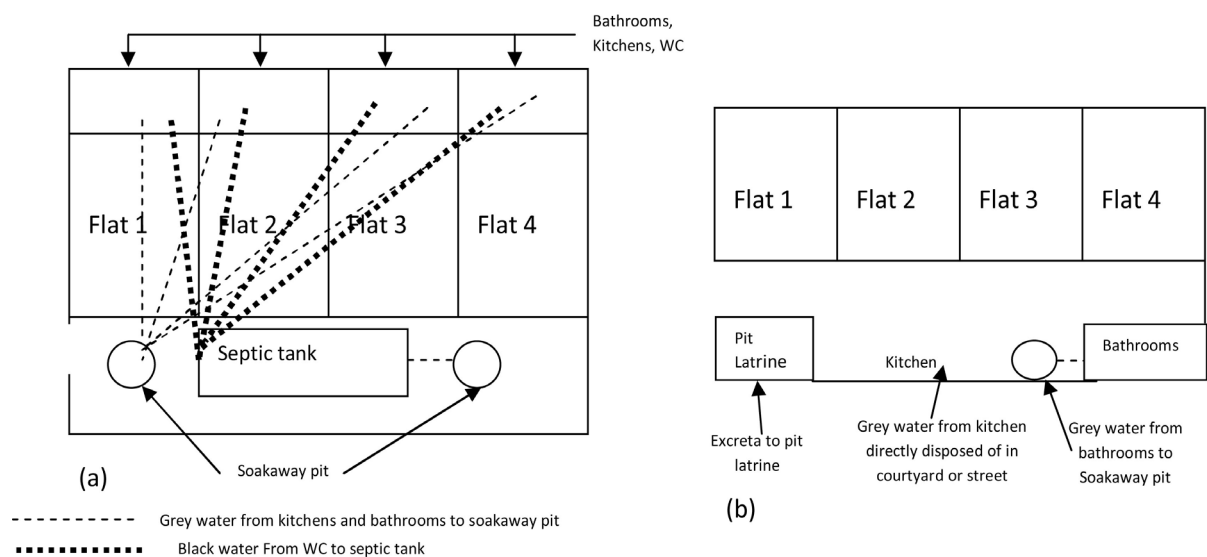 Bathrooms,
Kitchens, WC
Flat 1
Flat 2
Flat 3
Flat 4
Septic tank
Soakaway pit
(a)
Grey water from kitchens and bathrooms to soakaway pit
Black water From WC to septic tank
Flat 1
Flat 2
Flat 3
Flat 4
Pit
Latrine
Kitchen
Bathrooms
Excreta to pit
latrine
Grey water from kitchen
directly disposed of in
courtyard or street
Grey water from
bathrooms to
Soakaway pit
(b)